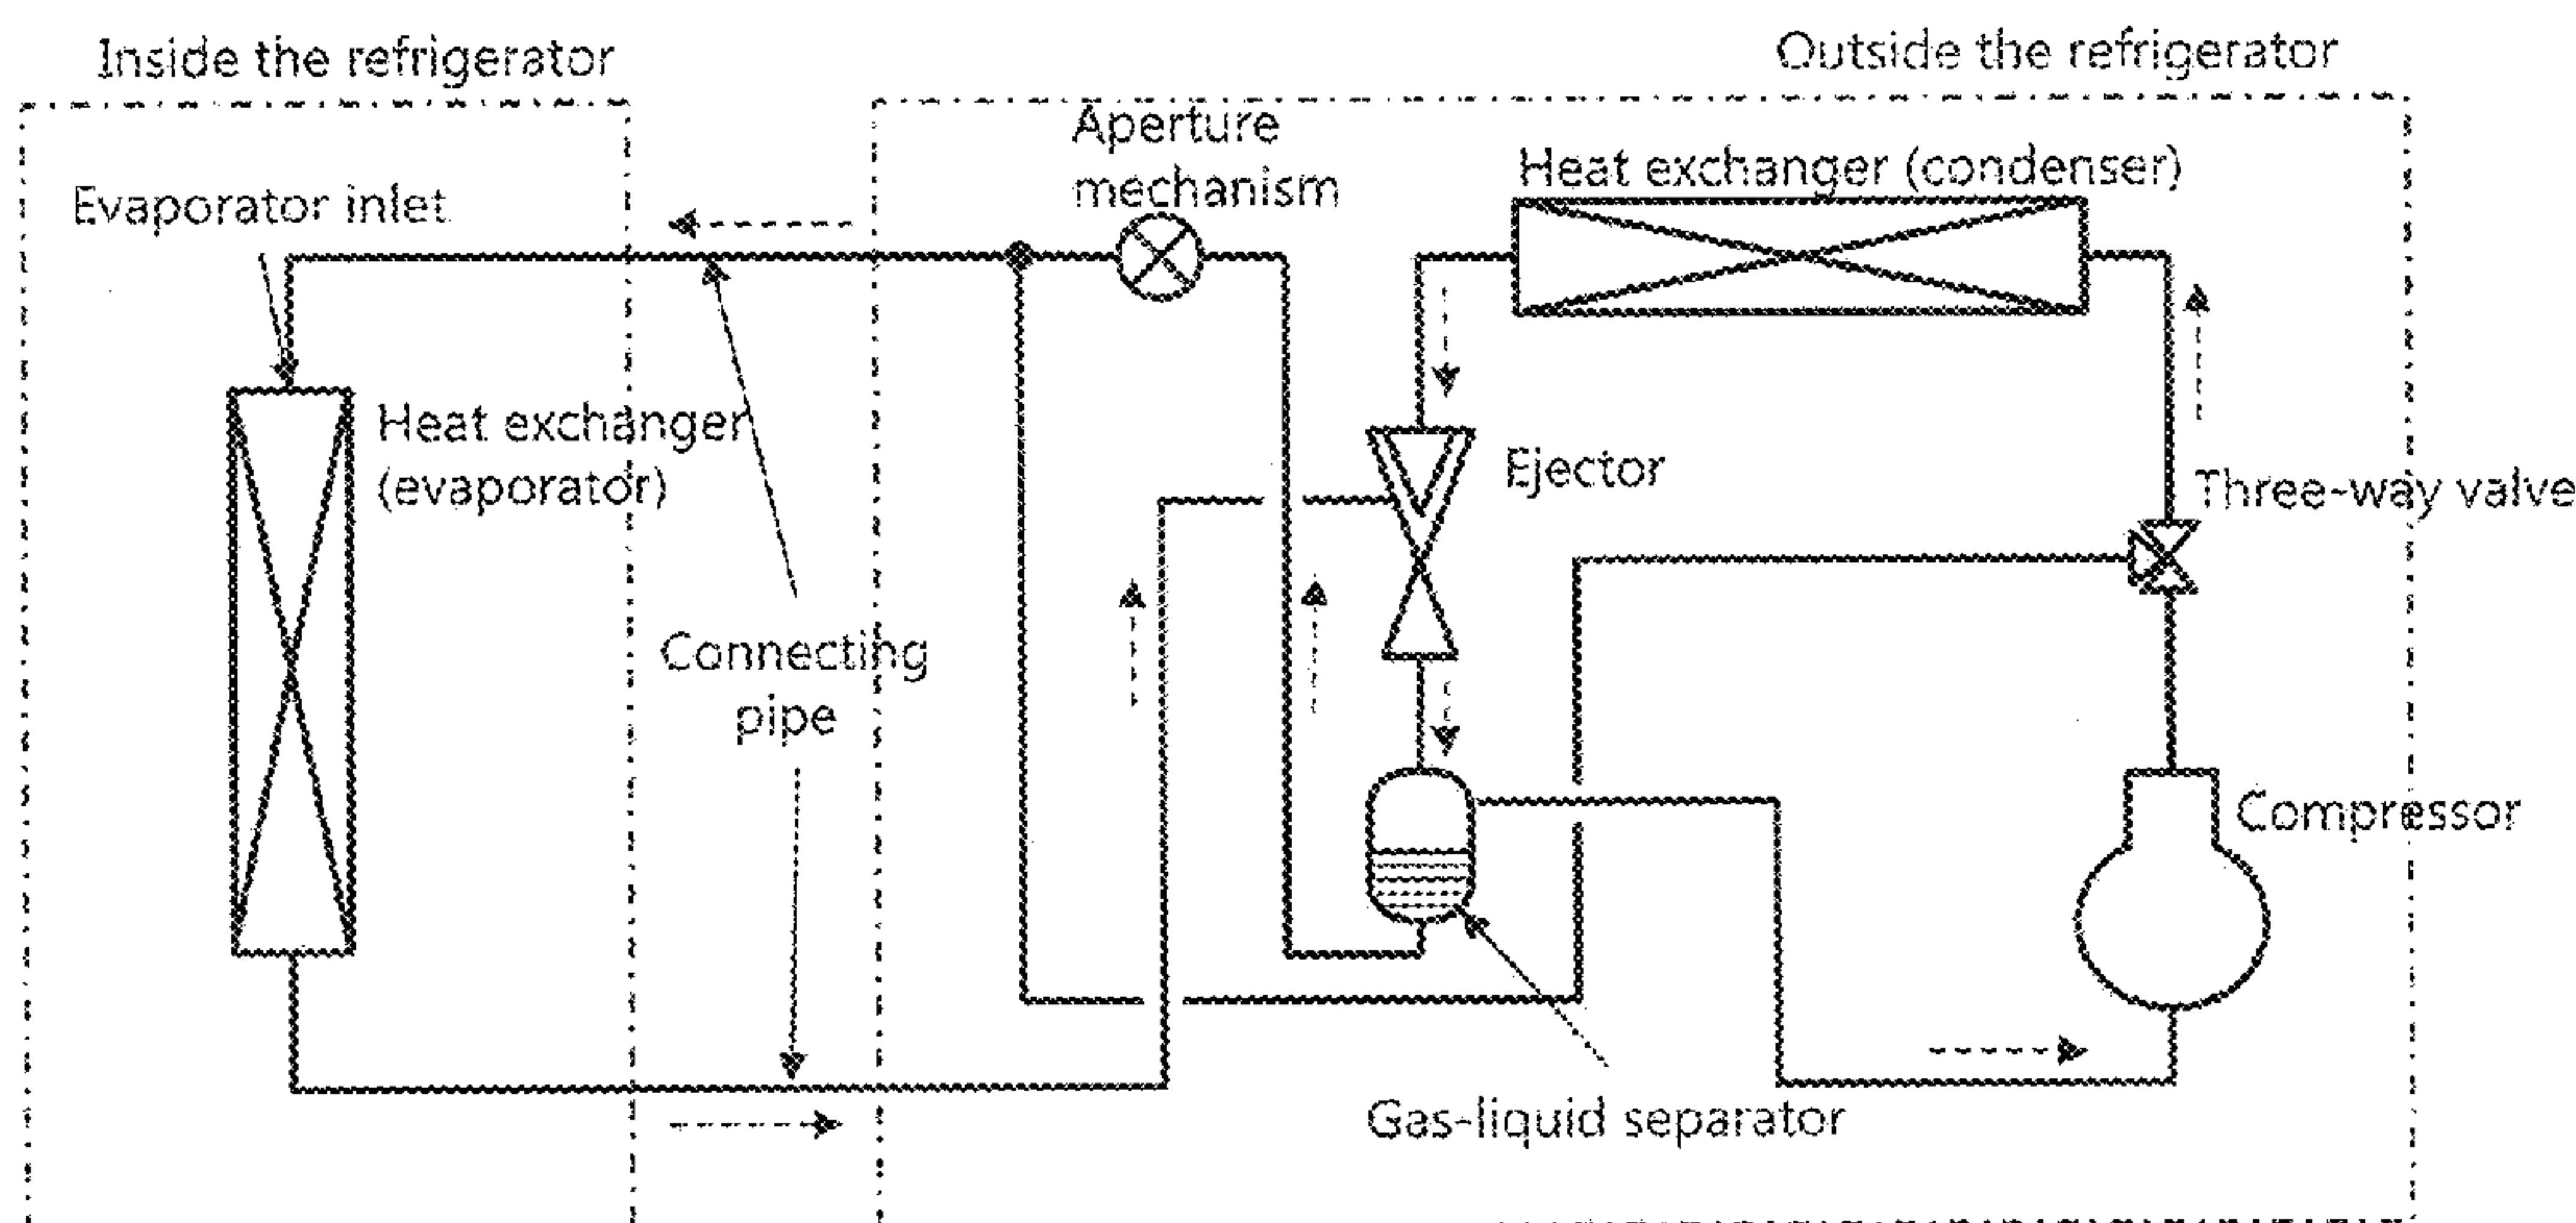 Inside the refrigerator
Outside the refrigerator
Aperture
mechanism
Heat exchanger (condenser)
Evaporator inlet
Heat exchanger
(evaporator)
Ejector
Three-way valve
Connecting
pipe
Compressor
Gas-liquid separator